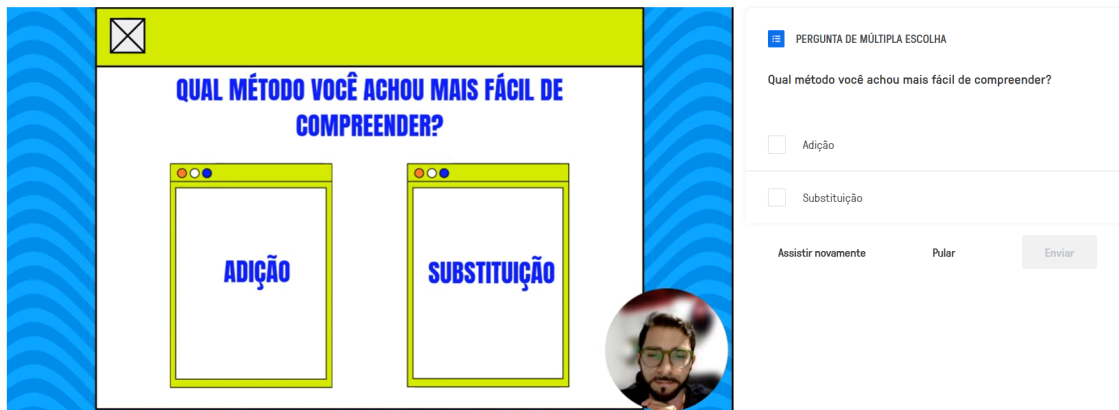 QUAL MÉTODO VOCÊ ACHOU MAIS FÁCIL DE
COMPREENDER?
ADIÇÃO
SUBSTITUIÇÃO
PERGUNTA DE MÚLTIPLA ESCOLHA
Qual método você achou mais fácil de compreender?
Adição
Substituição
Assistir novamente
Pular
Enviar